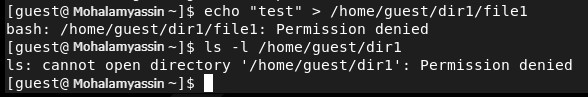 [guest@ Mohalamyassin ~]$ echo "test" > /home/guest/dir1/file1
bash: /home/guest/dir1/file1: Permission denied
[guest@ Mohalamyassin ~]$ ls -l /home/guest/dir1
ls: cannot open directory '/home/guest/dir1': Permission denied
[guest@ Mohalamyassin ~]$